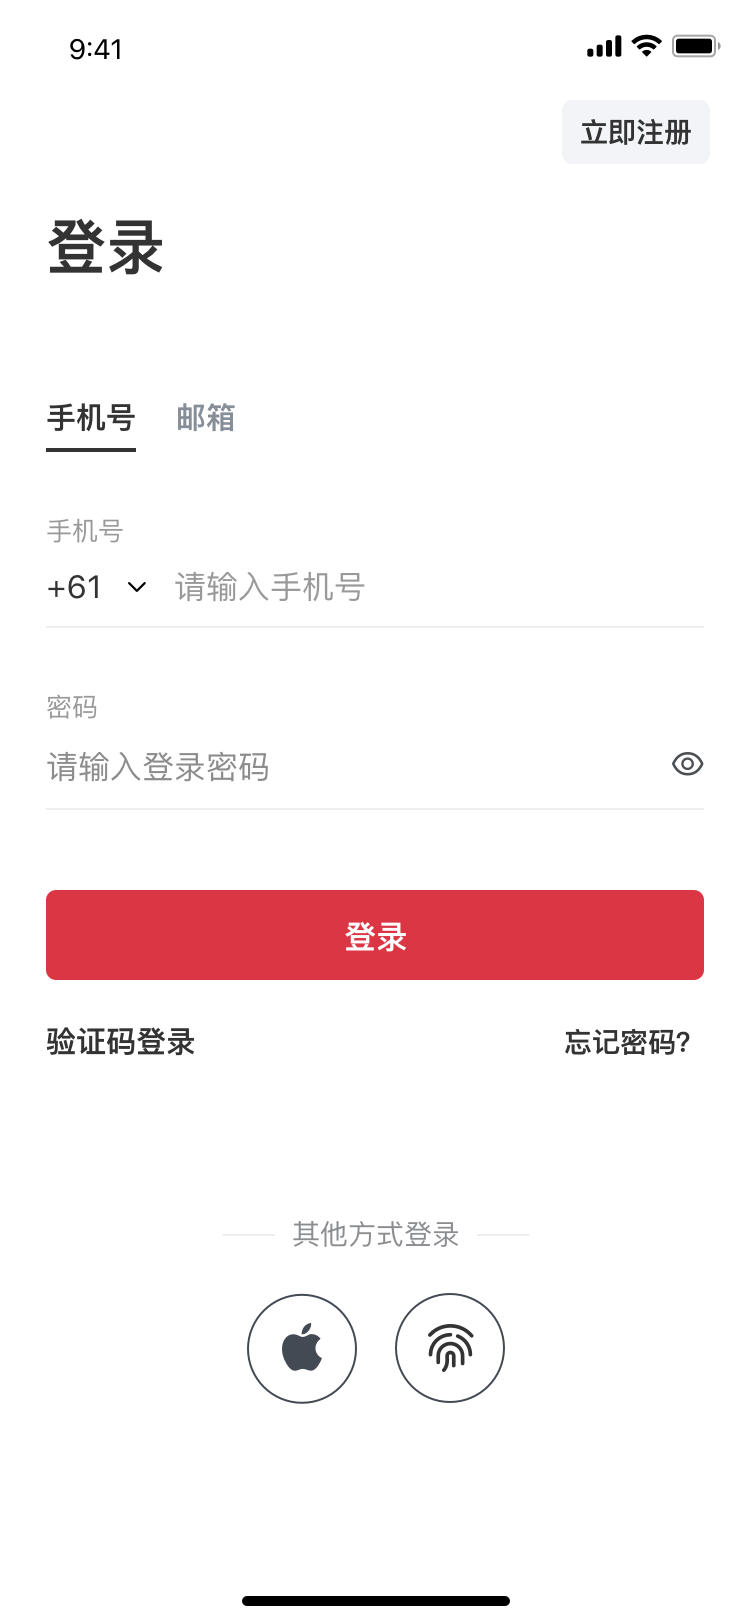 9:41
立即注册
登录
手机号 邮箱
手机号
+61 请输入手机号
密码
请输入登录密码
登录
验证码登录 忘记密码?
其他方式登录